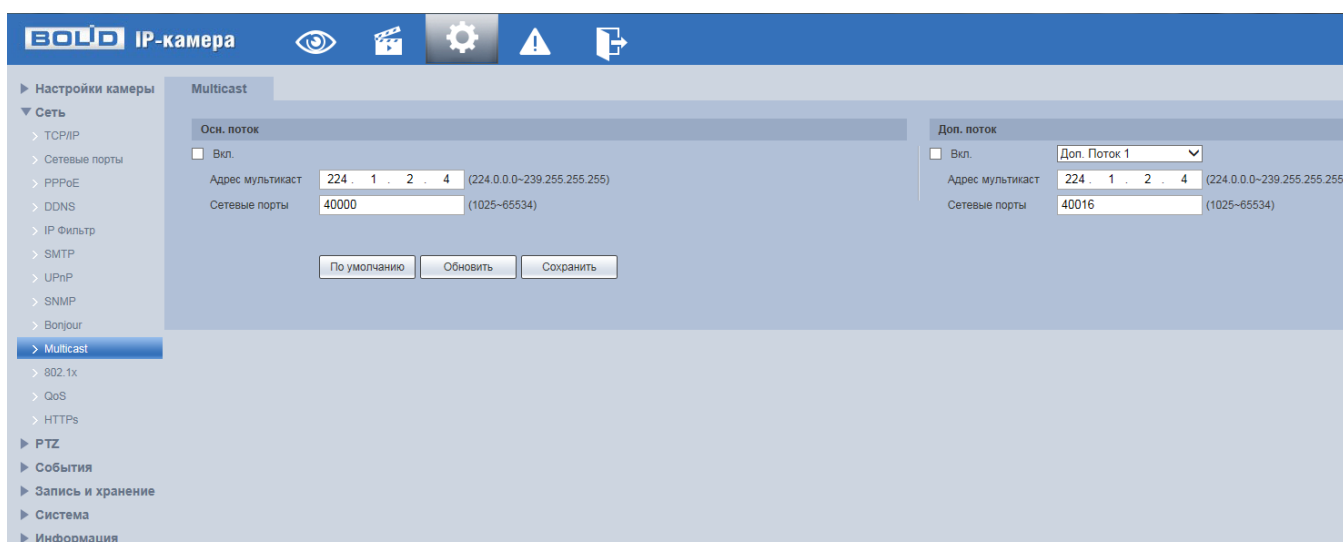 BOLID IP-камера
Настройки камеры
Сеть
TCP/IP
Сетевые порты
PPPoE
DDNS
IP Фильтр
SMTP
UPnP
SNMP
Bonjour
Multicast
802.1x
QoS
HTTPs
PTZ
События
Запись и хранение
Система
Информация
Multicast
Осн. поток
Вкл.
Адрес мультикаст 224 . 1 . 2 . 4 (224.0.0.0~239.255.255.255)
Сетевые порты 40000 (1025~65534)
По умолчанию Обновить Сохранить
Доп. поток
Вкл. Доп. Поток 1
Адрес мультикаст 224 . 1 . 2 . 4 (224.0.0.0~239.255.255.255
Сетевые порты 40016 (1025~65534)